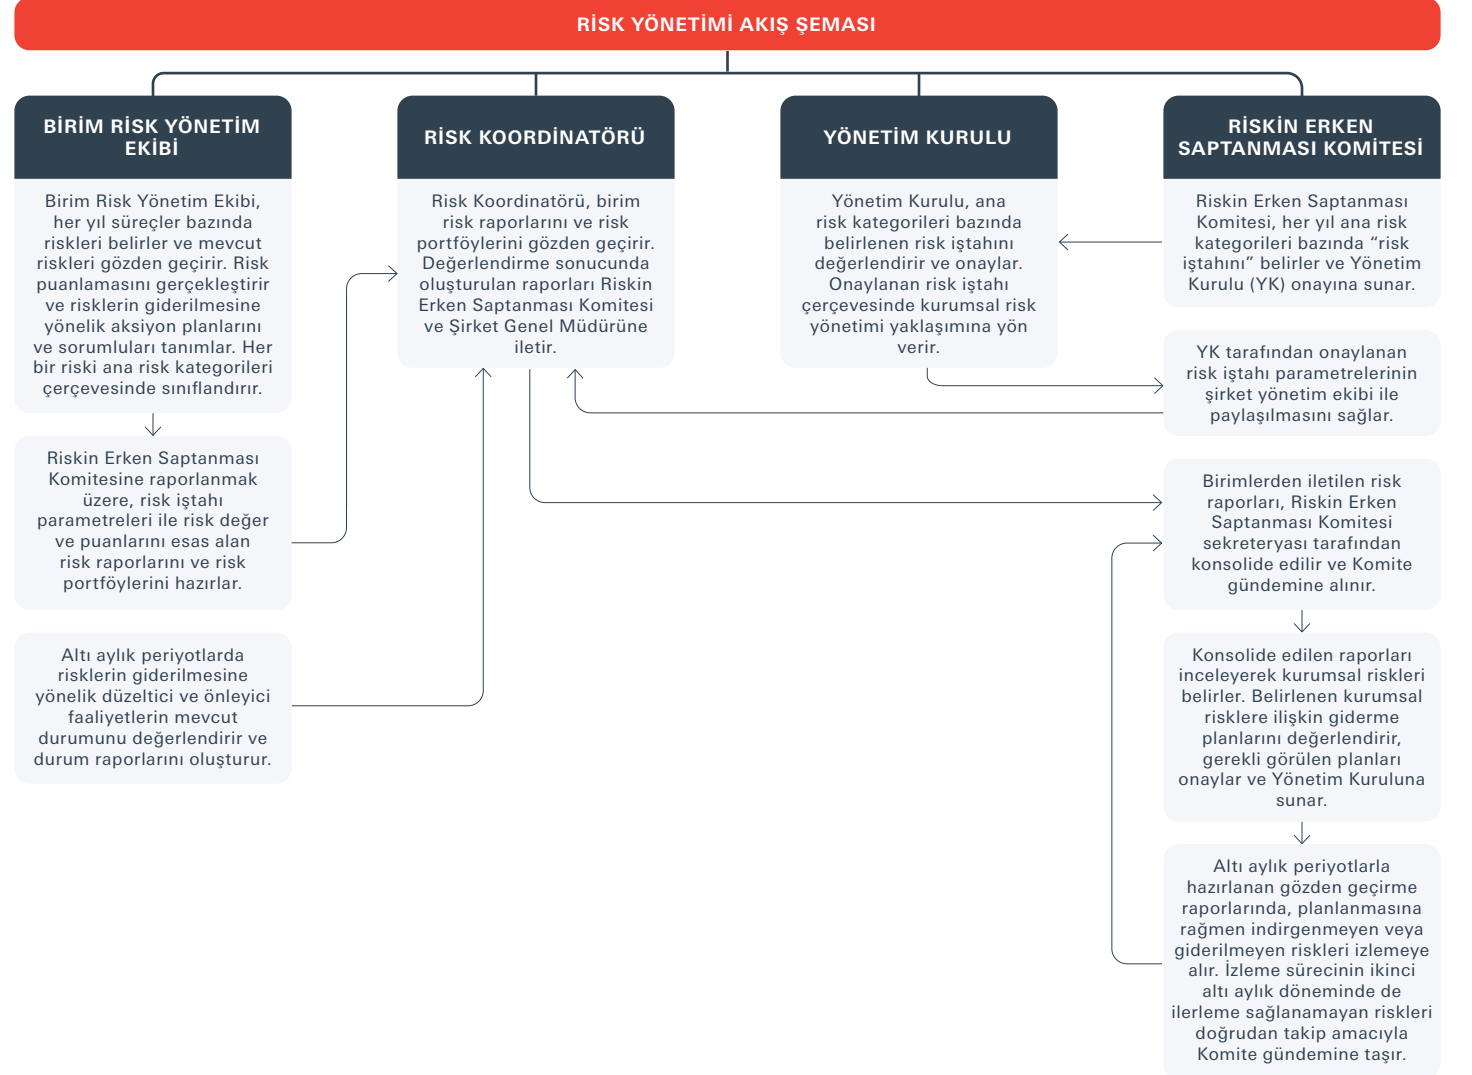 RİSK YÖNETİMİ AKIŞ ŞEMASI
BİRİM RİSK YÖNETİM
EKİBİ
Birim Risk Yönetim Ekibi,
her yıl süreçler bazında
riskleri belirler ve mevcut
riskleri gözden geçirir. Risk
puanlamasını gerçekleştirir
ve risklerin giderilmesine
yönelik aksiyon planlarını
ve sorumluları tanımlar. Her
bir riski ana risk kategorileri
çerçevesinde sınıflandırır.
Riskin Erken Saptanması
Komitesine raporlanmak
üzere, risk iştahı
parametreleri ile risk değer
ve puanlarını esas alan
risk raporlarını ve risk
portföylerini hazırlar.
Altı aylık periyotlarda
risklerin giderilmesine
yönelik düzeltici ve önleyici
faaliyetlerin mevcut
durumunu değerlendirir ve
durum raporlarını oluşturur.
RİSK KOORDİNATÖRÜ
Risk Koordinatörü, birim
risk raporlarını ve risk
portföylerini gözden geçirir.
Değerlendirme sonucunda
oluşturulan raporları Riskin
Erken Saptanması Komitesi
ve Şirket Genel Müdürüne
iletir.
YÖNETİM KURULU
Yönetim Kurulu, ana
risk kategorileri bazında
belirlenen risk iştahını
değerlendirir ve onaylar.
Onaylanan risk iştahı
çerçevesinde kurumsal risk
yönetimi yaklaşımına yön
verir.
RİSKİN ERKEN
SAPTANMASI KOMİTESİ
Riskin Erken Saptanması
Komitesi, her yıl ana risk
kategorileri bazında “risk
iştahını” belirler ve Yönetim
Kurulu (YK) onayına sunar.
YK tarafından onaylanan
risk iştahı parametrelerinin
şirket yönetim ekibi ile
paylaşılmasını sağlar.
Birimlerden iletilen risk
raporları, Riskin Erken
Saptanması Komitesi
sekreteryası tarafından
konsolide edilir ve Komite
gündemine alınır.
Konsolide edilen raporları
inceleyerek kurumsal riskleri
belirler. Belirlenen kurumsal
risklere ilişkin giderme
planlarını değerlendirir,
gerekli görülen planları
onaylar ve Yönetim Kuruluna
sunar.
Altı aylık periyotlarla
hazırlanan gözden geçirme
raporlarında, planlanmasına
rağmen indirgenmeyen veya
giderilmeyen riskleri izlemeye
alır. İzleme sürecinin ikinci
altı aylık döneminde de
ilerleme sağlanamayan riskleri
doğrudan takip amacıyla
Komite gündemine taşır.